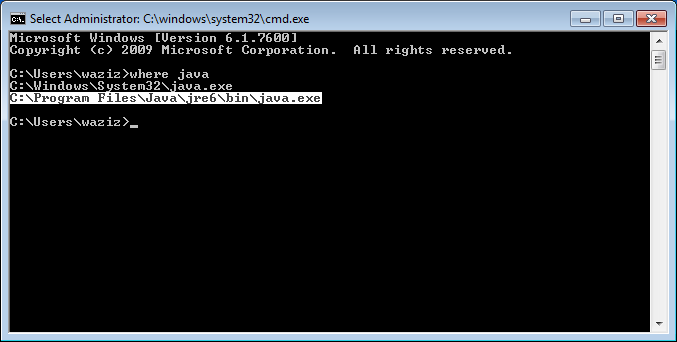 Select Administrator: C:\windows\system32\cmd.exe
Microsoft Windows [Version 6.1.7600]
Copyright (c) 2009 Microsoft Corporation.  All rights reserved.
C:\Users\waziz>where java
C:\Windows\System32\java.exe
C:\Program Files\Java\jre6\bin\java.exe
C:\Users\waziz>_